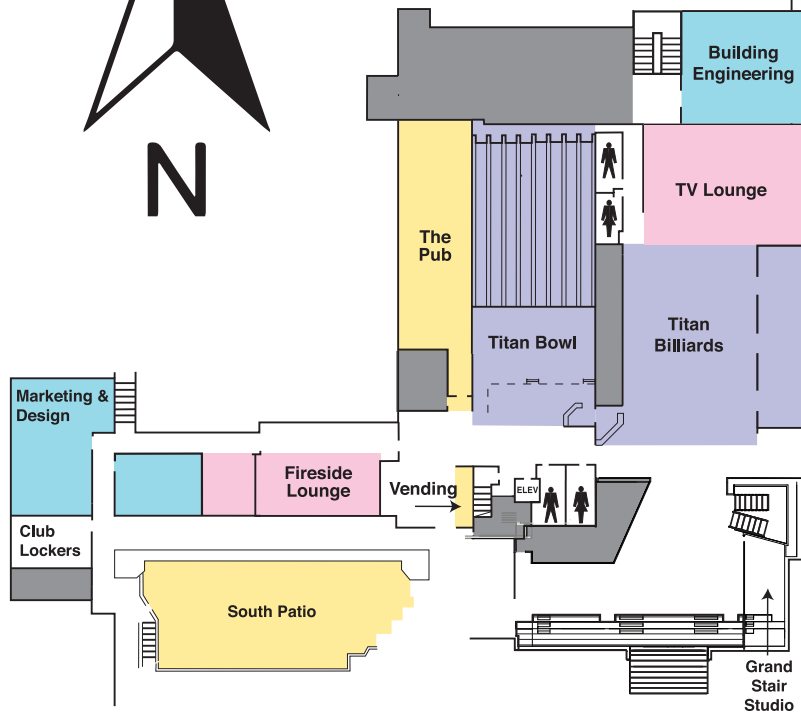 N
Building
Engineering
TV Lounge
The
Pub
Titan Bowl
Titan
Billiards
Marketing &
Design
Fireside
Lounge
Vending
ELEV
Club
Lockers
South Patio
Grand
Stair
Studio